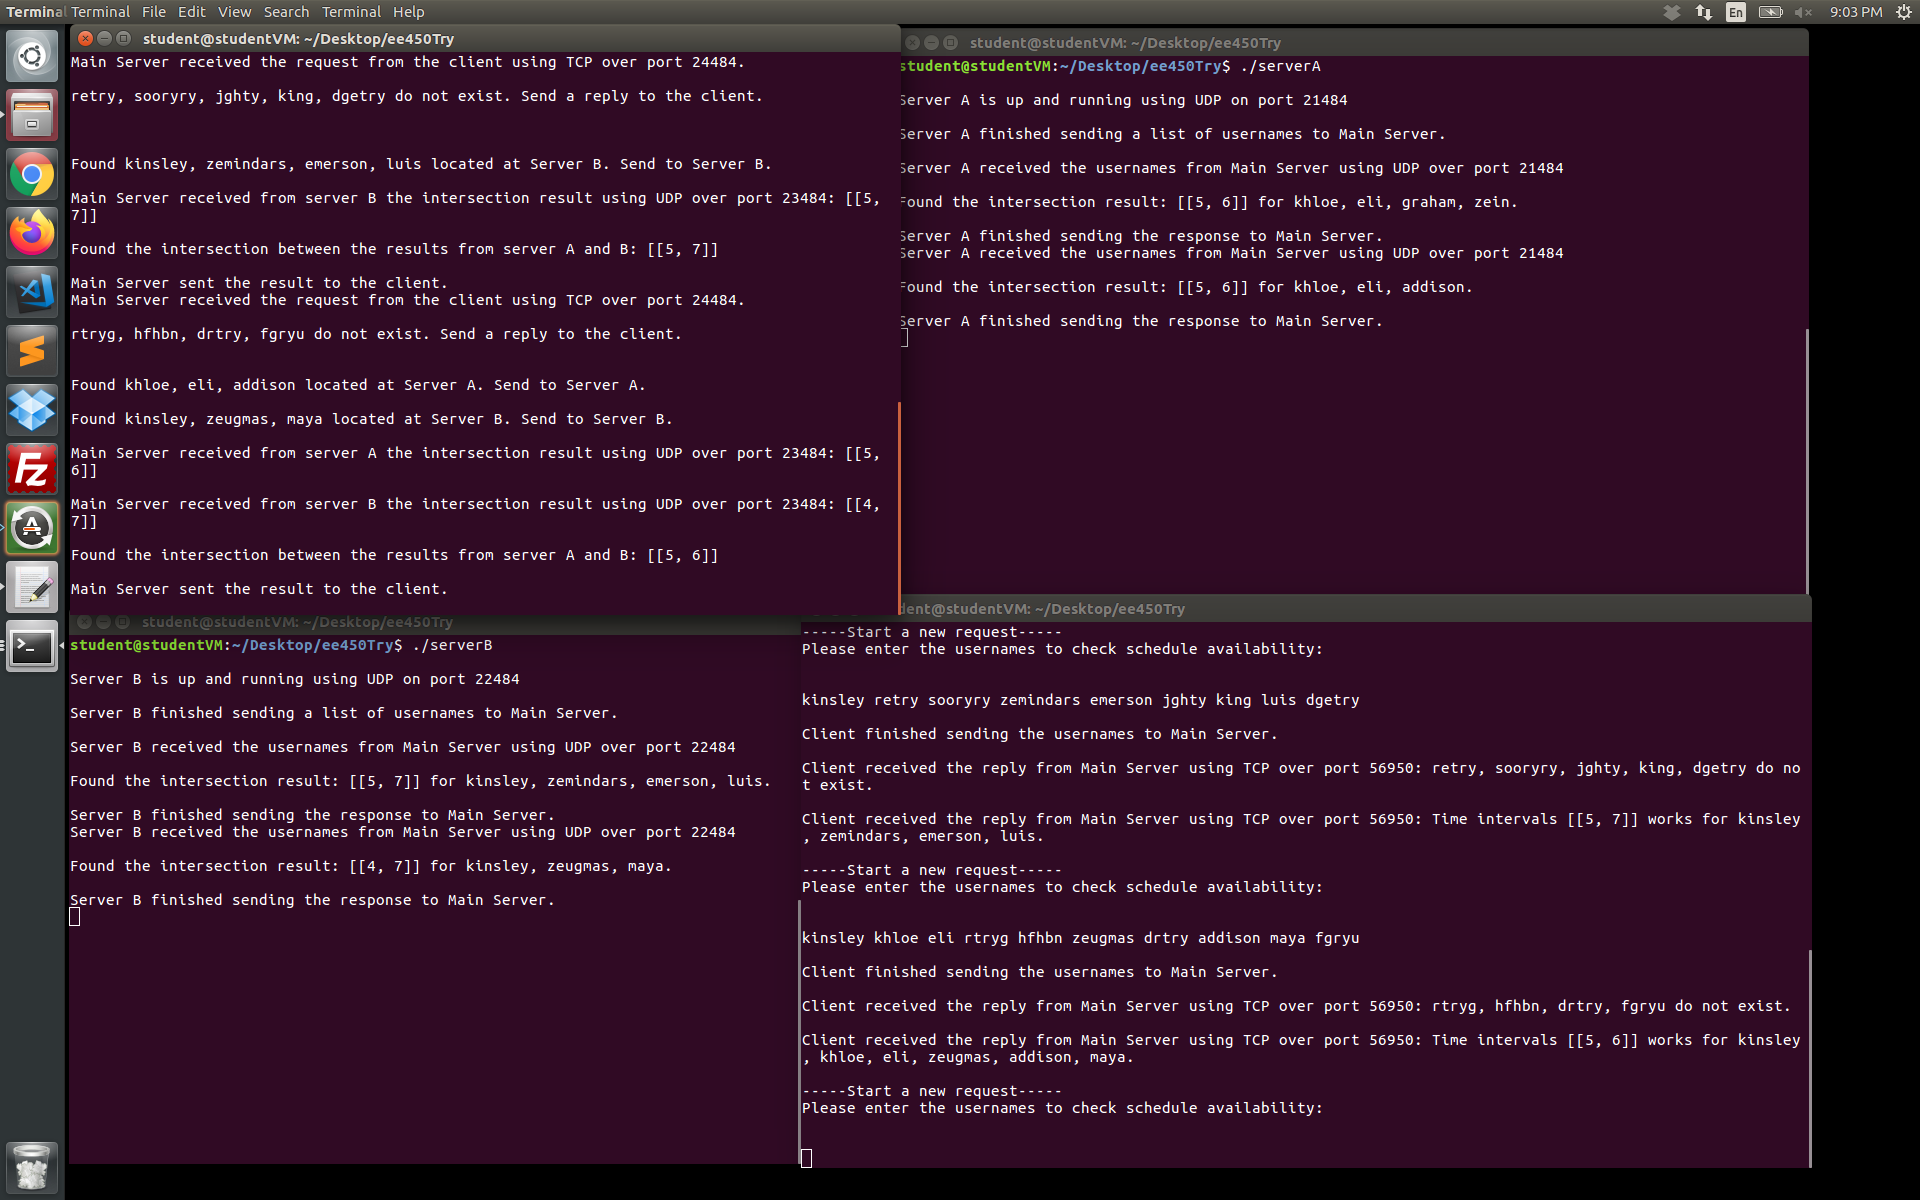 Terminal Terminal File Edit View Search Terminal Help
En 9:03 PM
student@studentVM: ~/Desktop/ee450Try
Main Server received the request from the client using TCP over port 24484.
retry, sooryry, jghty, king, dgetry do not exist. Send a reply to the client.
Found kinsley, zemindars, emerson, luis located at Server B. Send to Server B.
Main Server received from server B the intersection result using UDP over port 23484: [[5,
7]]
Found the intersection between the results from server A and B: [[5, 7]]
Main Server sent the result to the client.
Main Server received the request from the client using TCP over port 24484.
rtryg, hfhbn, drtry, fgryu do not exist. Send a reply to the client.
Found khloe, eli, addison located at Server A. Send to Server A.
Found kinsley, zeugmas, maya located at Server B. Send to Server B.
Main Server received from server A the intersection result using UDP over port 23484: [[5,
6]]
Main Server received from server B the intersection result using UDP over port 23484: [[4,
7]]
Found the intersection between the results from server A and B: [[5, 6]]
Main Server sent the result to the client.
student@studentVM: ~/Desktop/ee450Try
student@studentVM:~/Desktop/ee450Try$ ./serverA
Server A is up and running using UDP on port 21484
Server A finished sending a list of usernames to Main Server.
Server A received the usernames from Main Server using UDP over port 21484
Found the intersection result: [[5, 6]] for khloe, eli, graham, zein.
Server A finished sending the response to Main Server.
Server A received the usernames from Main Server using UDP over port 21484
Found the intersection result: [[5, 6]] for khloe, eli, addison.
Server A finished sending the response to Main Server.
student@studentVM: ~/Desktop/ee450Try
student@studentVM:~/Desktop/ee450Try$ ./serverB
Server B is up and running using UDP on port 22484
Server B finished sending a list of usernames to Main Server.
Server B received the usernames from Main Server using UDP over port 22484
Found the intersection result: [[5, 7]] for kinsley, zemindars, emerson, luis.
Server B finished sending the response to Main Server.
Server B received the usernames from Main Server using UDP over port 22484
Found the intersection result: [[4, 7]] for kinsley, zeugmas, maya.
Server B finished sending the response to Main Server.
dent@studentVM: ~/Desktop/ee450Try
-----Start a new request-----
Please enter the usernames to check schedule availability:
kinsley retry sooryry zemindars emerson jghty king luis dgetry
Client finished sending the usernames to Main Server.
Client received the reply from Main Server using TCP over port 56950: retry, sooryry, jghty, king, dgetry do no
t exist.
Client received the reply from Main Server using TCP over port 56950: Time intervals [[5, 7]] works for kinsley
, zemindars, emerson, luis.
-----Start a new request-----
Please enter the usernames to check schedule availability:
kinsley khloe eli rtryg hfhbn zeugmas drtry addison maya fgryu
Client finished sending the usernames to Main Server.
Client received the reply from Main Server using TCP over port 56950: rtryg, hfhbn, drtry, fgryu do not exist.
Client received the reply from Main Server using TCP over port 56950: Time intervals [[5, 6]] works for kinsley
, khloe, eli, zeugmas, addison, maya.
-----Start a new request-----
Please enter the usernames to check schedule availability: